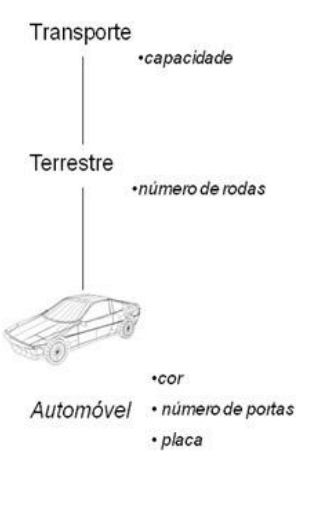 Transporte
•capacidade
Terrestre
•número de rodas
•cor
Automóvel • número de portas
• placa